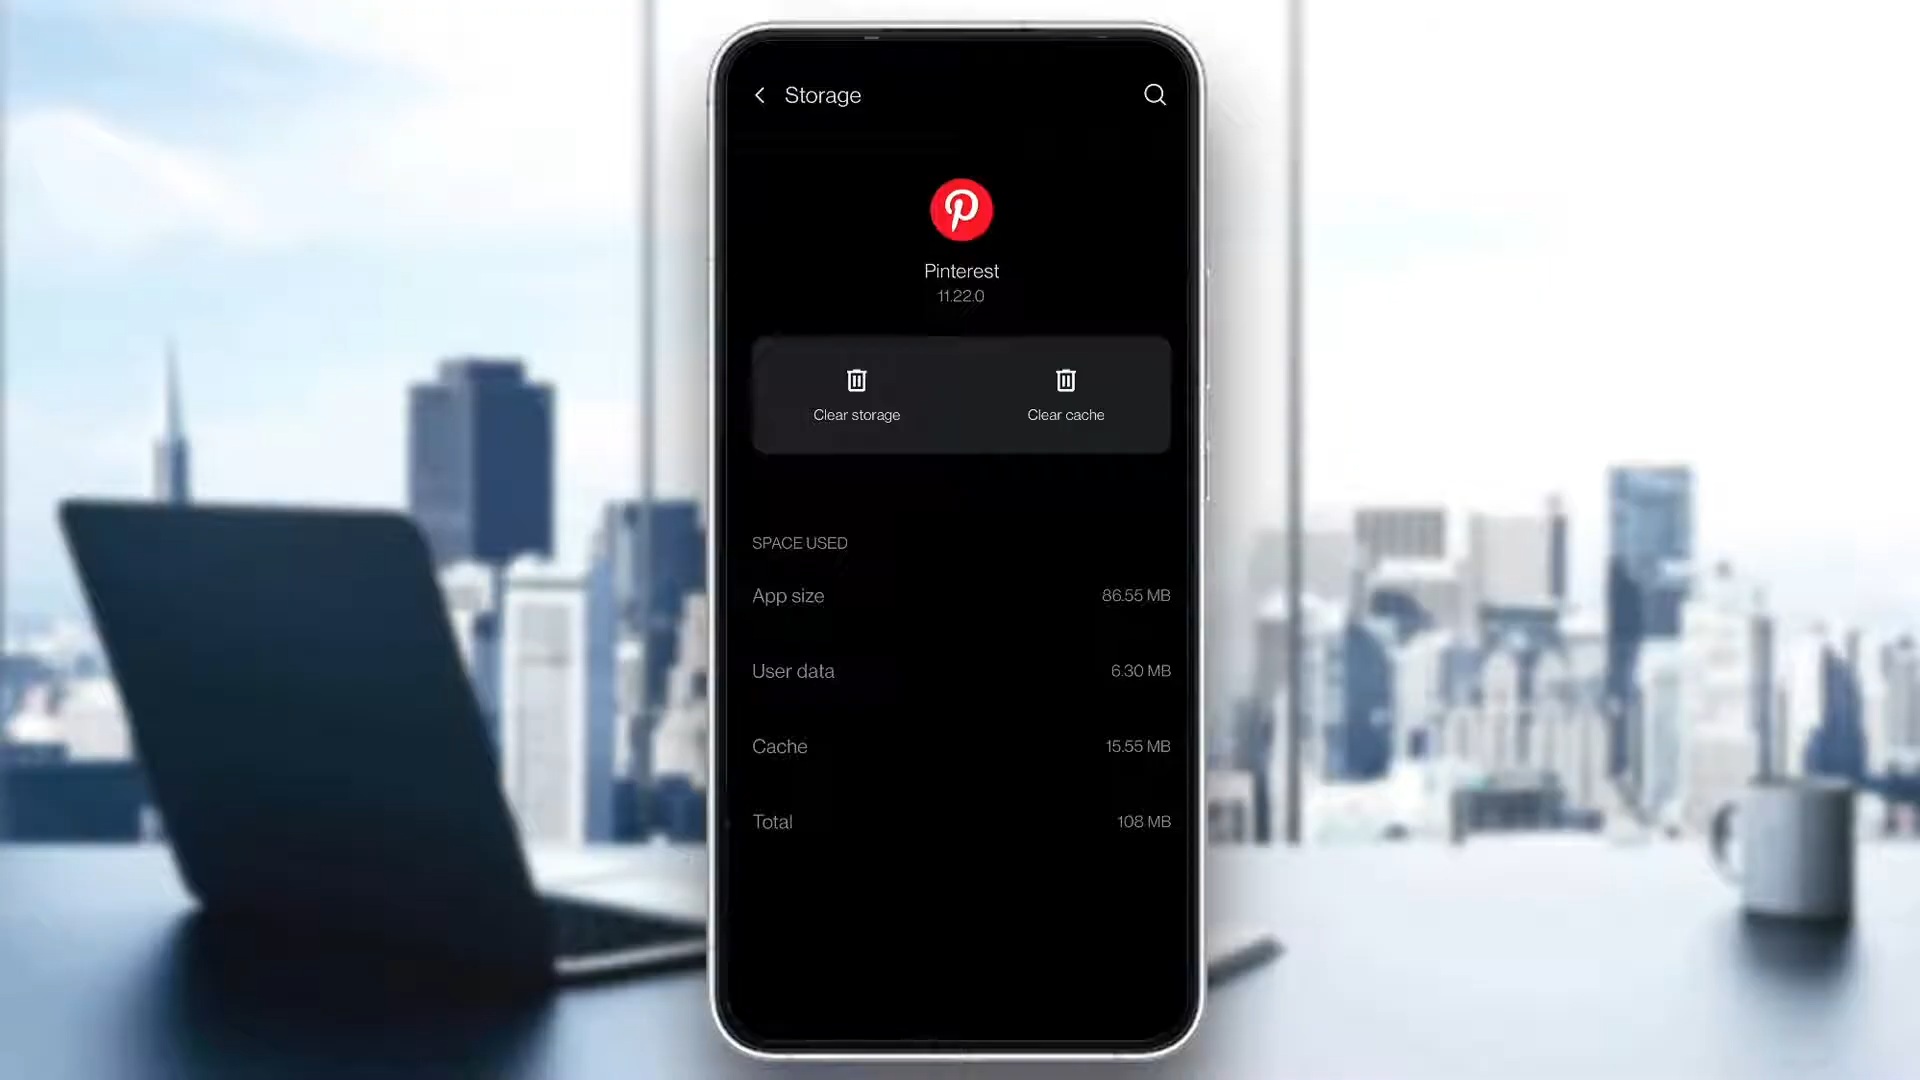 Storage
Pinterest
11.22.0
Clear storage
Clear cache
SPACE USED
App size
86.55 MB
User data
6.30 MB
Cache
15.55 MB
Total
108 MB